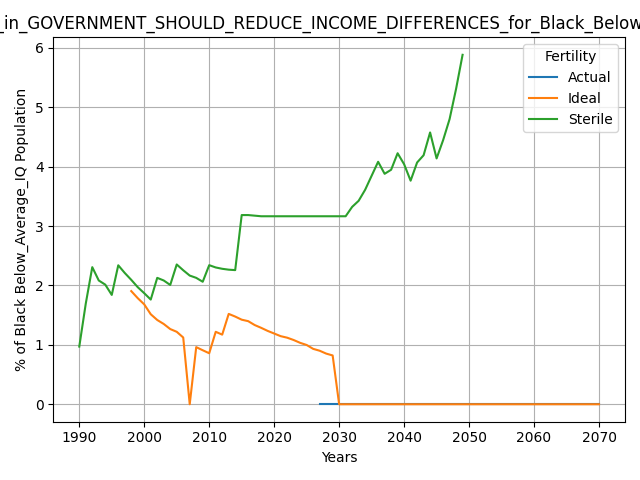 _in_GOVERNMENT_SHOULD_REDUCE_INCOME_DIFFERENCES_for_Black_Below
Fertility
Actual
Ideal
Sterile
% of Black Below_Average_IQ Population
6
5
4
3
2
1
0
1990 2000 2010 2020 2030 2040 2050 2060 2070
Years